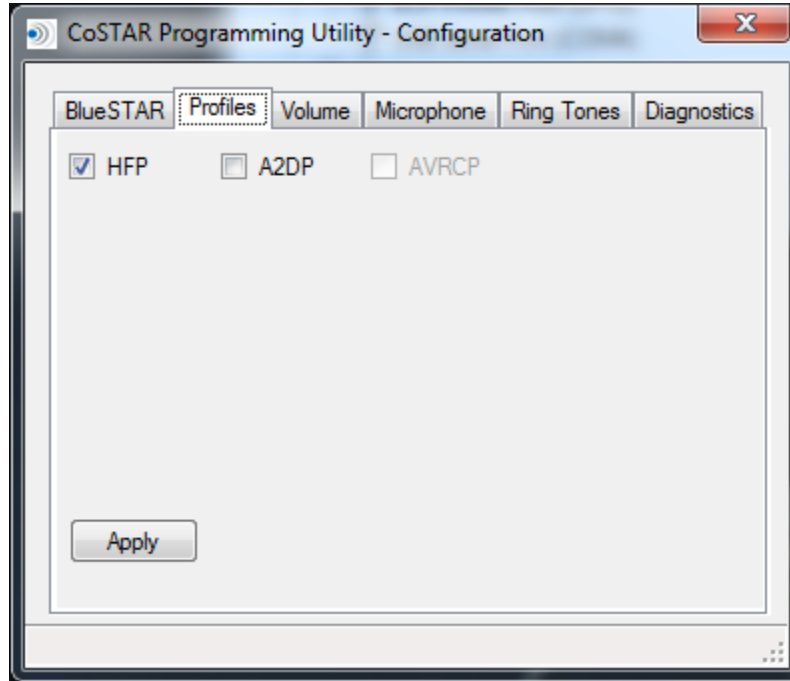 CoSTAR Programming Utility - Configuration
BlueSTAR Profiles Volume Microphone Ring Tones Diagnostics
HFP A2DP AVRCP
Apply